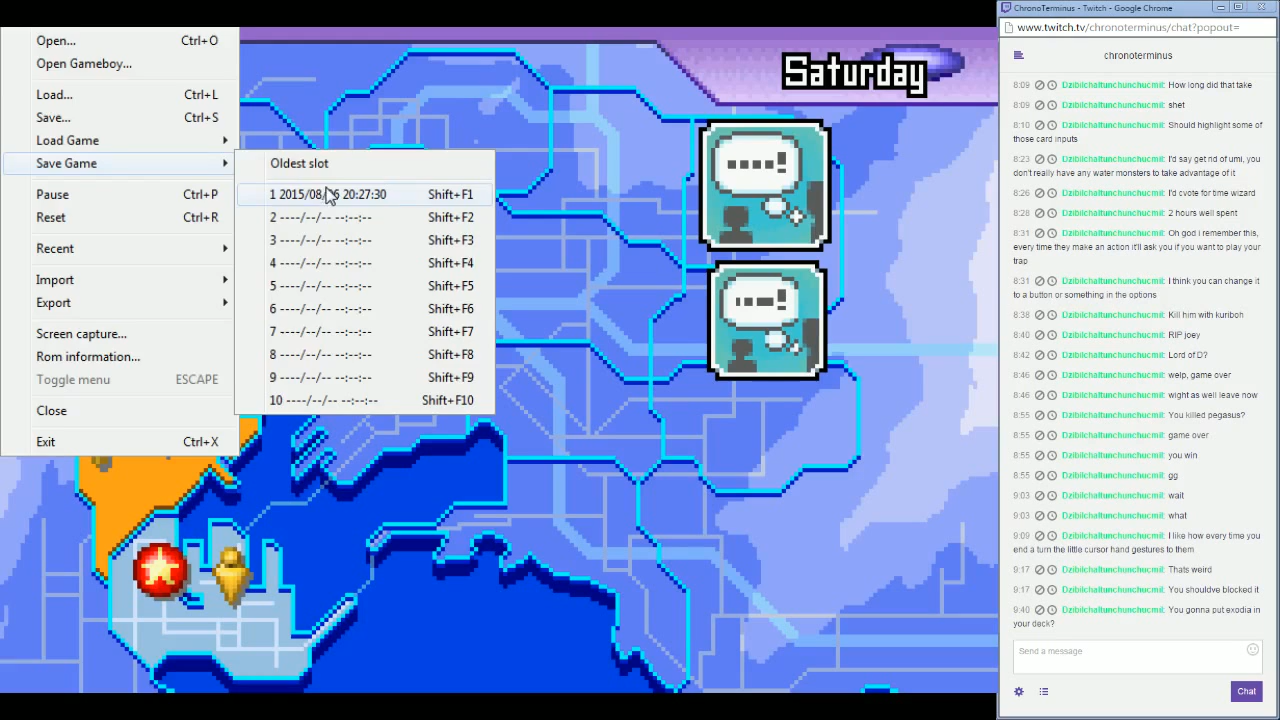 Open... Ctrl+O
Open Gameboy...
Load... Ctrl+L
Save... Ctrl+S
Load Game
Save Game
Pause Ctrl+P
Reset Ctrl+R
Recent
Import
Export
Screen capture...
Rom information...
Toggle menu ESCAPE
Close
Exit Ctrl+X
Oldest slot
1 2015/08/ 6 20:27:30 Shift+F1
2 ----/--/-- --:--:-- Shift+F2
3 ----/--/-- --:--:-- Shift+F3
4 ----/--/-- --:--:-- Shift+F4
5 ----/--/-- --:--:-- Shift+F5
6 ----/--/-- --:--:-- Shift+F6
7 ----/--/-- --:--:-- Shift+F7
8 ----/--/-- --:--:-- Shift+F8
9 ----/--/-- --:--:-- Shift+F9
10 ----/--/-- --:--:-- Shift+F10
Saturday
ChronoTerminus - Twitch - Google Chrome
www.twitch.tv/chronoterminus/chat?popout=
chronoterminus
8:09 Dzibilchaltunchunchucmil: How long did that take
8:09 Dzibilchaltunchunchucmil: shet
8:10 Dzibilchaltunchunchucmil: Should highlight some of
those card inputs
8:23 Dzibilchaltunchunchucmil: I'd say get rid of umi, you
don't really have any water monsters to take advantage of it
8:26 Dzibilchaltunchunchucmil: I'd cvote for time wizard
8:28 Dzibilchaltunchunchucmil: 2 hours well spent
8:31 Dzibilchaltunchunchucmil: Oh god i remember this,
every time they make an action it'll ask you if you want to play your
trap
8:31 Dzibilchaltunchunchucmil: I think you can change it
to a button or something in the options
8:38 Dzibilchaltunchunchucmil: Kill him with kuriboh
8:40 Dzibilchaltunchunchucmil: RIP joey
8:42 Dzibilchaltunchunchucmil: Lord of D?
8:46 Dzibilchaltunchunchucmil: welp, game over
8:46 Dzibilchaltunchunchucmil: wight as well leave now
8:55 Dzibilchaltunchunchucmil: You killed pegasus?
8:55 Dzibilchaltunchunchucmil: game over
8:55 Dzibilchaltunchunchucmil: you win
8:55 Dzibilchaltunchunchucmil: gg
9:03 Dzibilchaltunchunchucmil: wait
9:03 Dzibilchaltunchunchucmil: what
9:09 Dzibilchaltunchunchucmil: I like how every time you
end a turn the little cursor hand gestures to them
9:17 Dzibilchaltunchunchucmil: Thats weird
9:17 Dzibilchaltunchunchucmil: You shouldve blocked it
9:40 Dzibilchaltunchunchucmil: You gonna put exodia in
your deck?
Send a message
Chat